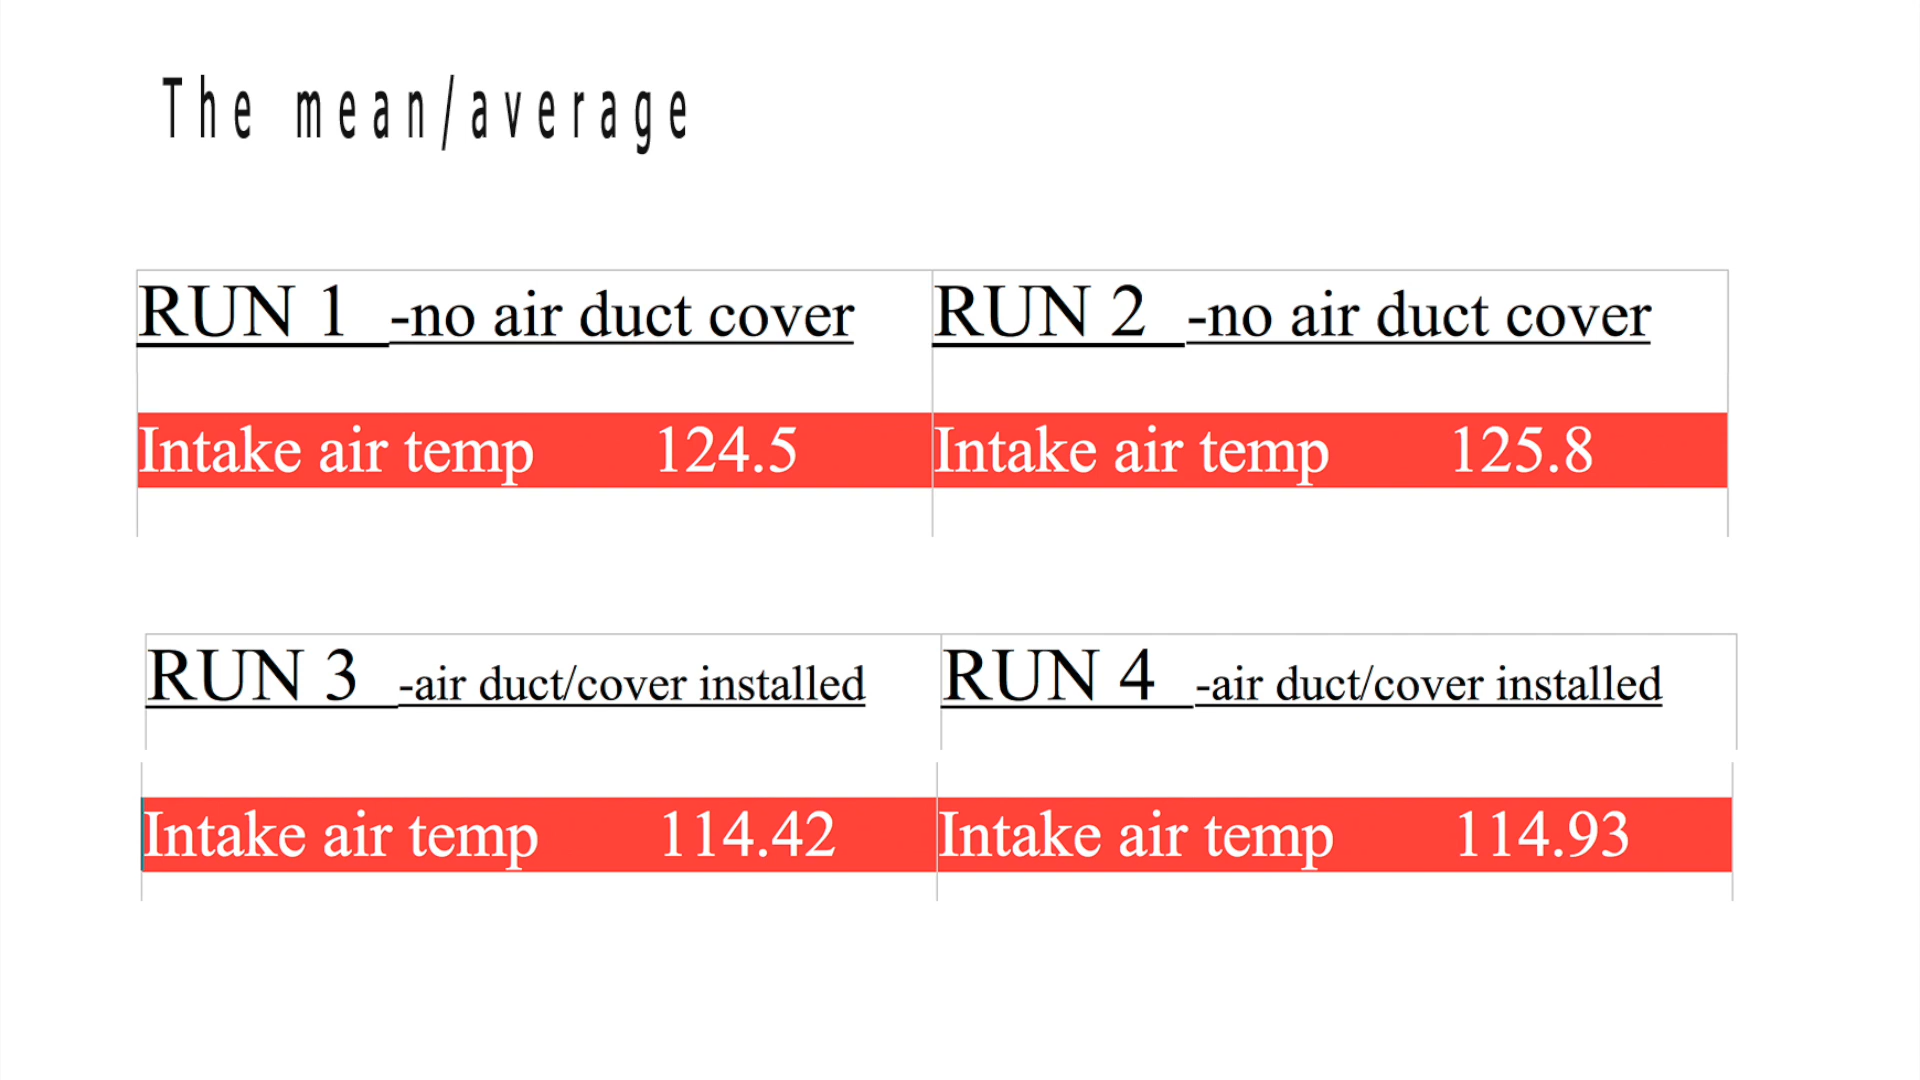 The mean/average
RUN 1 -no air duct cover RUN 2 -no air duct cover
Intake air temp 124.5 Intake air temp 125.8
RUN 3 -air duct/cover installed RUN 4 -air duct/cover installed
Intake air temp 114.42 Intake air temp 114.93